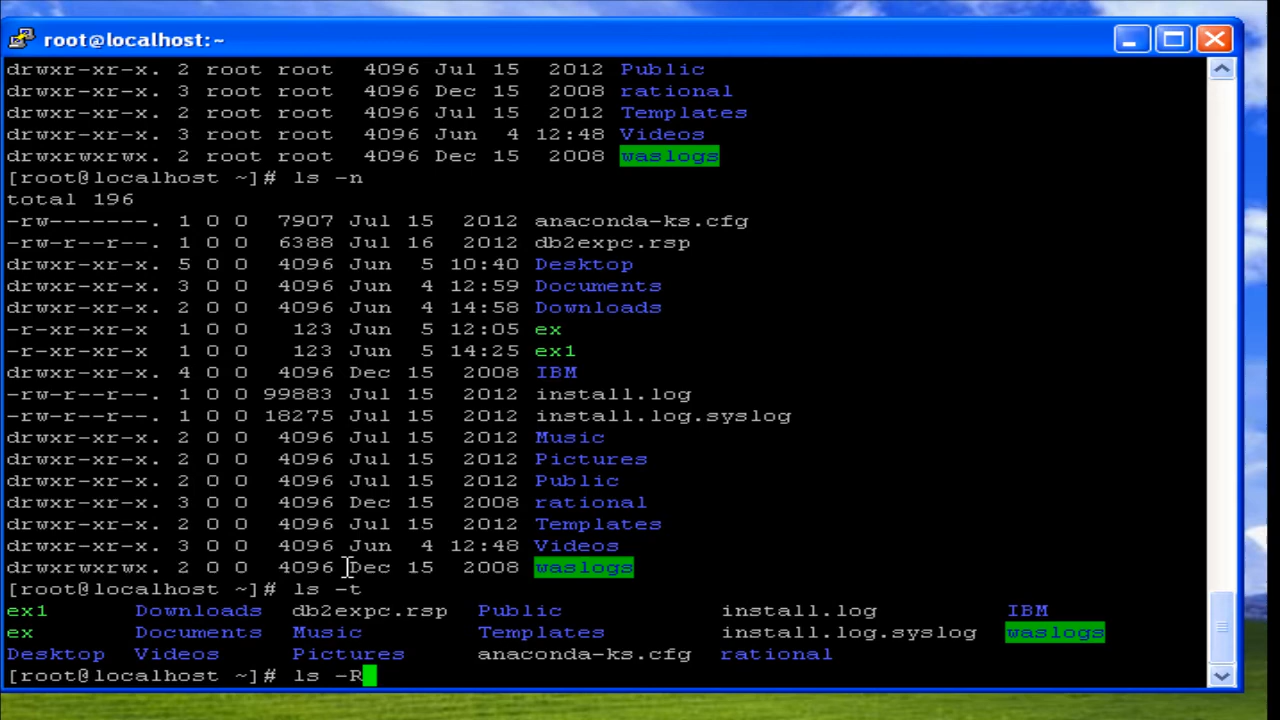 root@localhost:~
drwxr-xr-x. 2 root root  4096 Jul 15  2012 Public
drwxr-xr-x. 3 root root  4096 Dec 15  2008 rational
drwxr-xr-x. 2 root root  4096 Jul 15  2012 Templates
drwxr-xr-x. 3 root root  4096 Jun  4 12:48 Videos
drwxrwxrwx. 2 root root  4096 Dec 15  2008 waslogs
[root@localhost ~]# ls -n
total 196
-rw-------. 1 0 0  7907 Jul 15  2012 anaconda-ks.cfg
-rw-r--r--. 1 0 0  6388 Jul 16  2012 db2expc.rsp
drwxr-xr-x. 5 0 0  4096 Jun  5 10:40 Desktop
drwxr-xr-x. 3 0 0  4096 Jun  4 12:59 Documents
drwxr-xr-x. 2 0 0  4096 Jun  4 14:58 Downloads
-r-xr-xr-x  1 0 0   123 Jun  5 12:05 ex
-r-xr-xr-x  1 0 0   123 Jun  5 14:25 ex1
drwxr-xr-x. 4 0 0  4096 Dec 15  2008 IBM
-rw-r--r--. 1 0 0 99883 Jul 15  2012 install.log
-rw-r--r--. 1 0 0 18275 Jul 15  2012 install.log.syslog
drwxr-xr-x. 2 0 0  4096 Jul 15  2012 Music
drwxr-xr-x. 2 0 0  4096 Jul 15  2012 Pictures
drwxr-xr-x. 2 0 0  4096 Jul 15  2012 Public
drwxr-xr-x. 3 0 0  4096 Dec 15  2008 rational
drwxr-xr-x. 2 0 0  4096 Jul 15  2012 Templates
drwxr-xr-x. 3 0 0  4096 Jun  4 12:48 Videos
drwxrwxrwx. 2 0 0  4096 Dec 15  2008 waslogs
[root@localhost ~]# ls -t
ex1      Downloads  db2expc.rsp  Public           install.log         IBM
ex       Documents  Music        Templates        install.log.syslog  waslogs
Desktop  Videos     Pictures     anaconda-ks.cfg  rational
[root@localhost ~]# ls -R